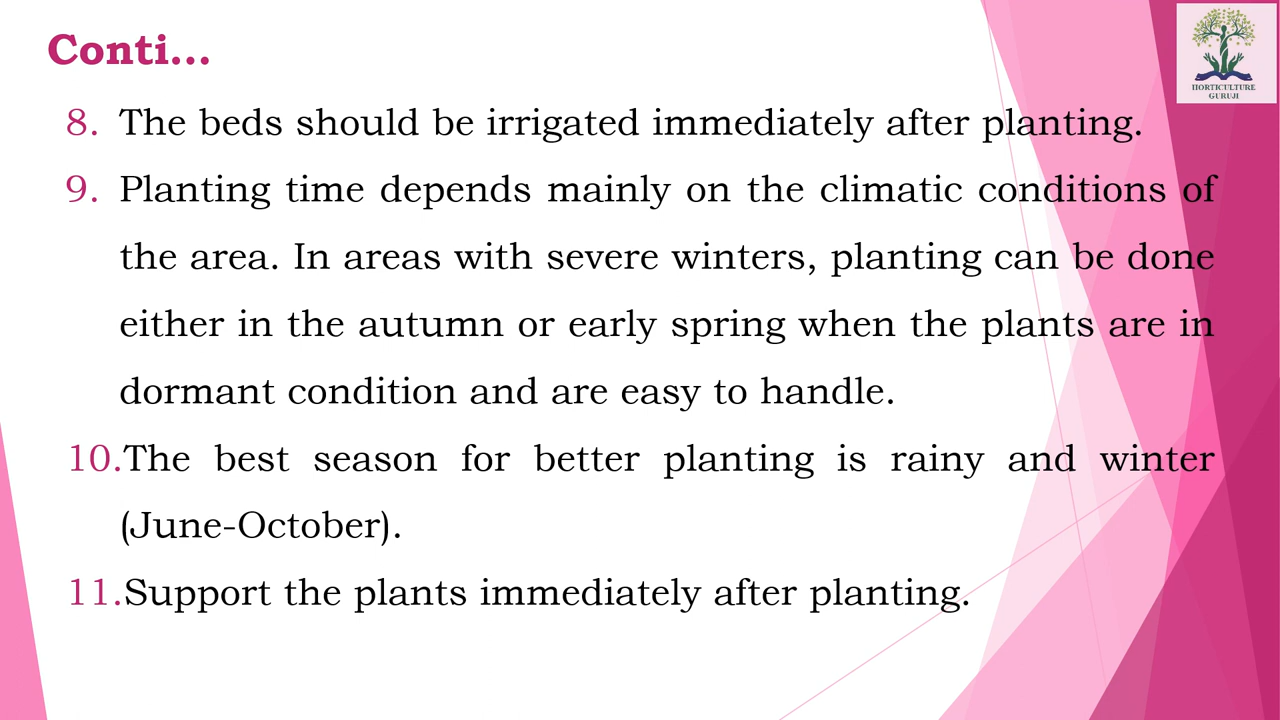 Conti...
HORTICULTURE
GURUJI
8. The beds should be irrigated immediately after planting.
9. Planting time depends mainly on the climatic conditions of
the area. In areas with severe winters, planting can be done
either in the autumn or early spring when the plants are in
dormant condition and are easy to handle.
10.The best season for better planting is rainy and winter
(June-October).
11.Support the plants immediately after planting.